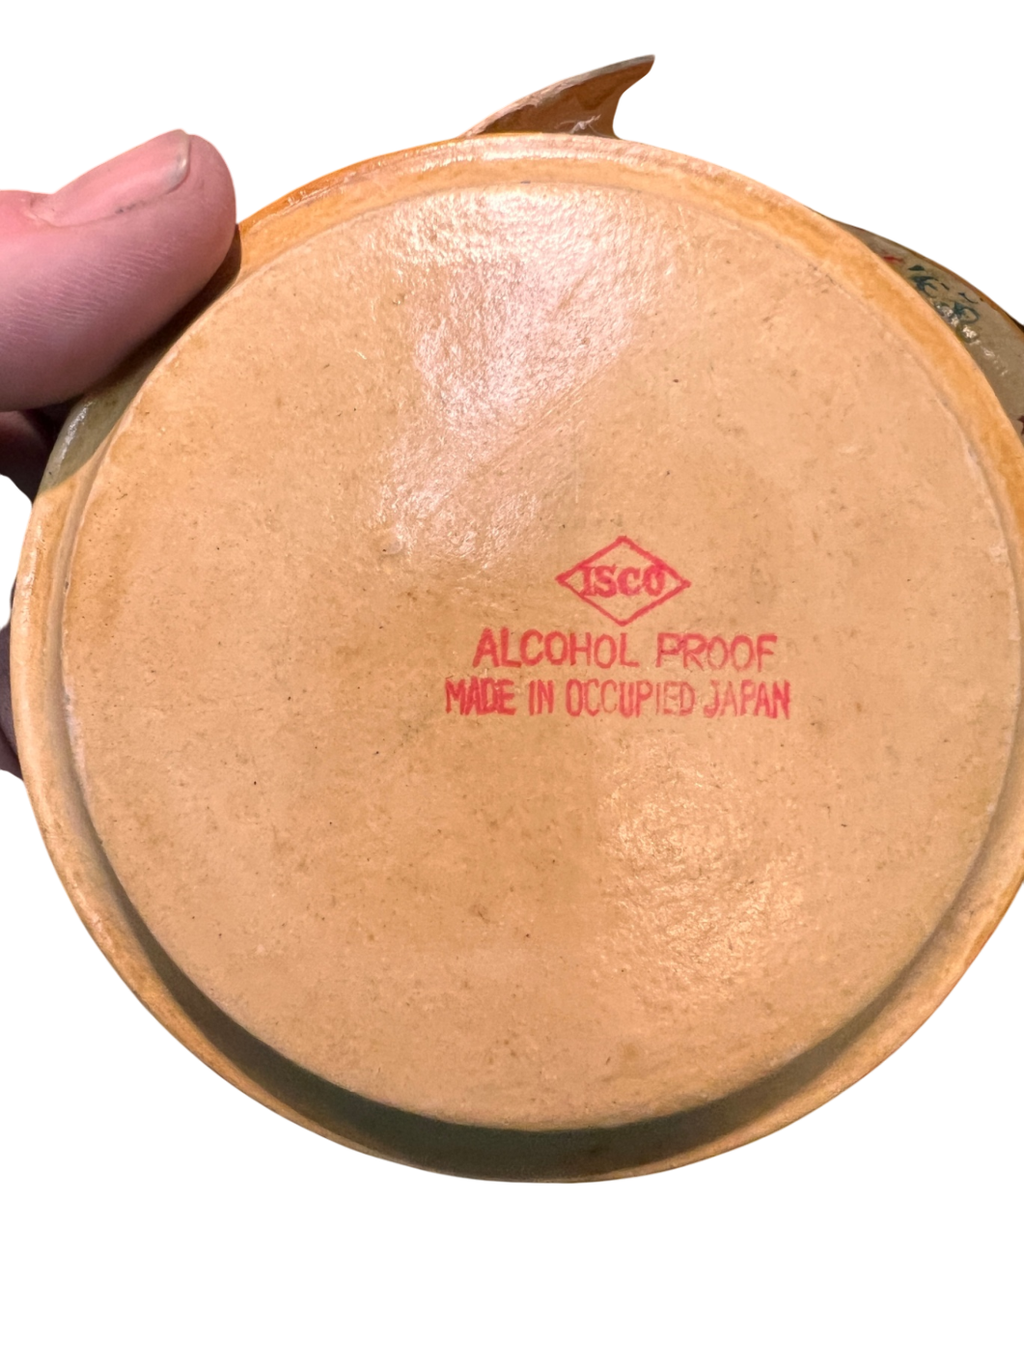 ISCO
ALCOHOL PROOF
MADE IN OCCUPIED JAPAN